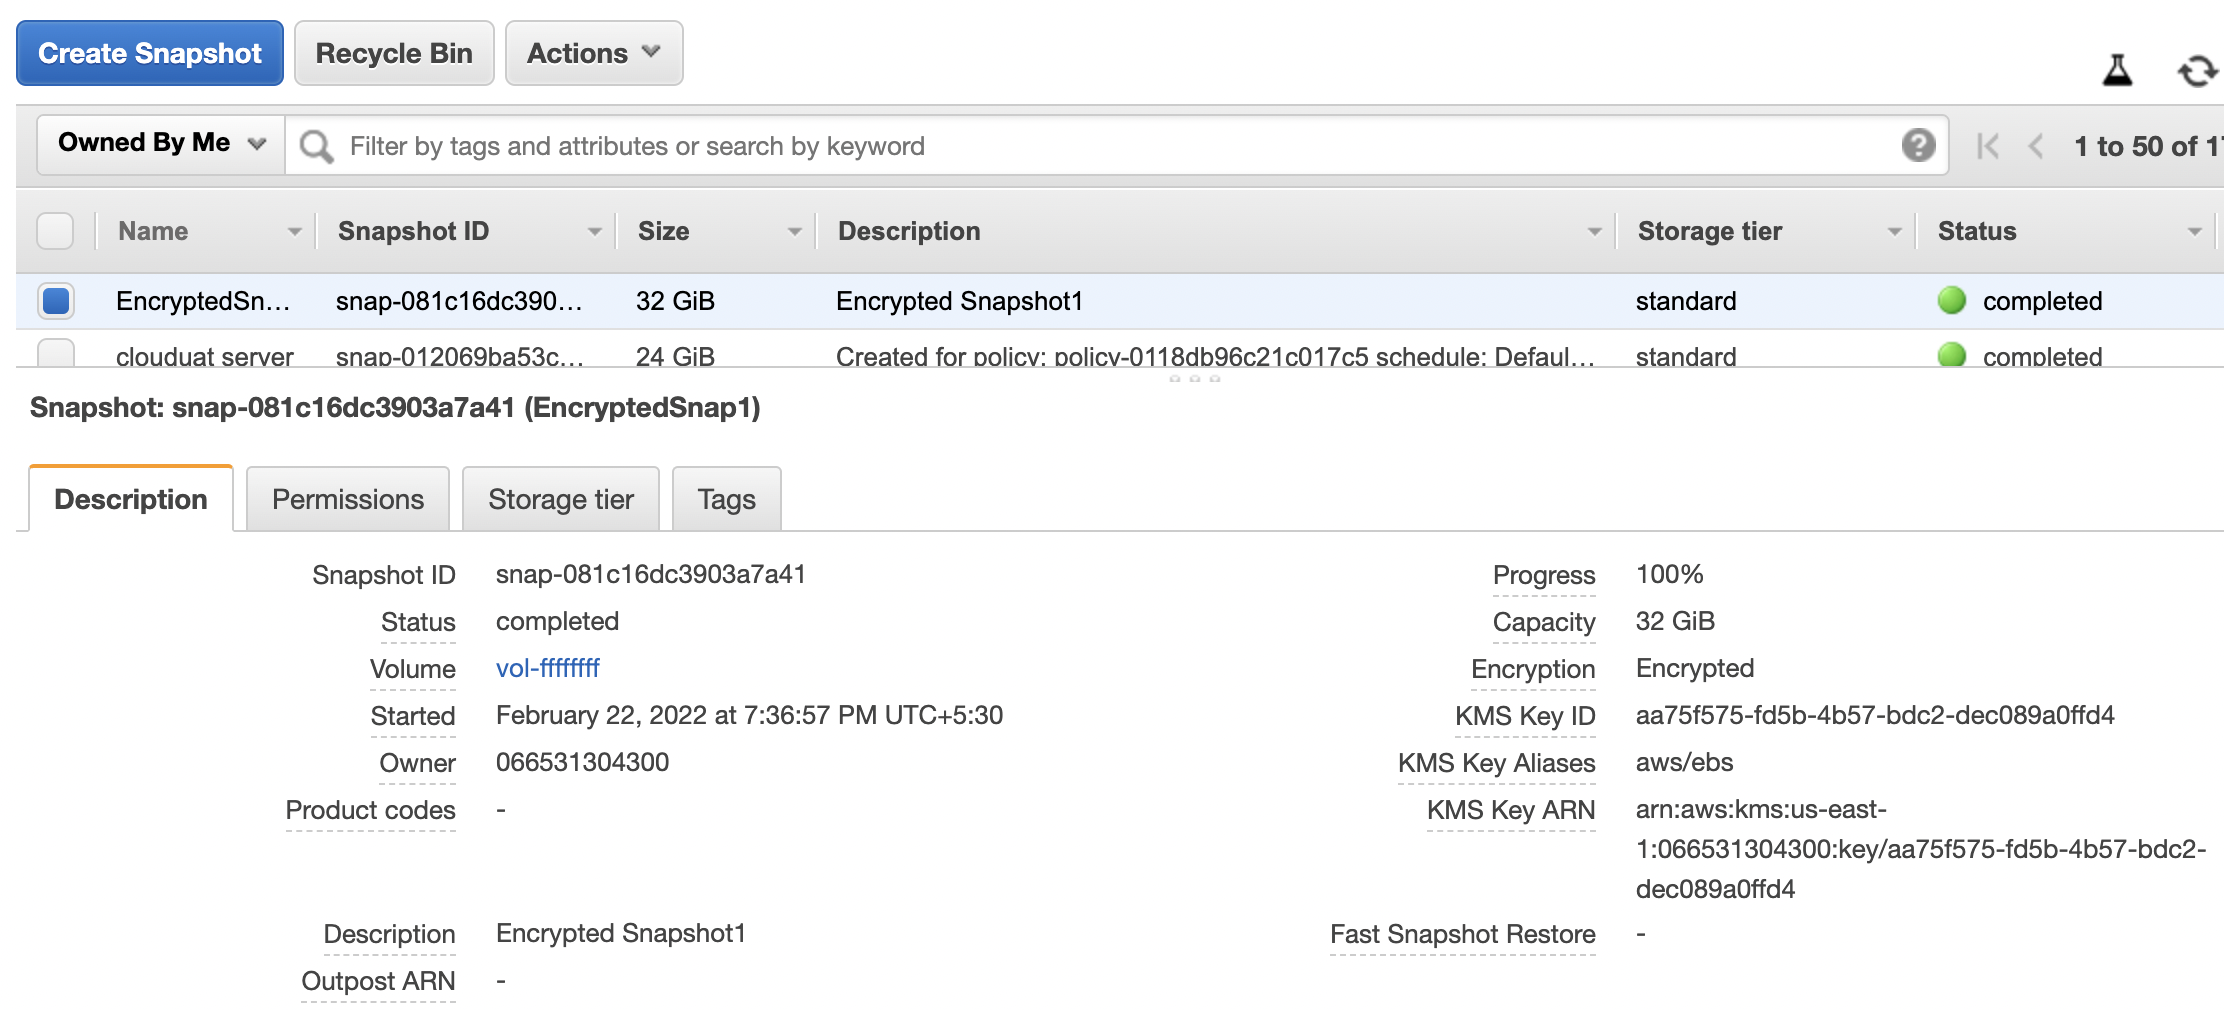 Create Snapshot Recycle Bin Actions
Owned By Me Filter by tags and attributes or search by keyword ? 1 to 50 of 1
Name Snapshot ID Size Description Storage tier Status
EncryptedSn... snap-081c16dc390... 32 GiB Encrypted Snapshot1 standard completed
clouduat server snap-012069ba53c... 24 GiB Created for policy: policy-0118db96c21c017c5 schedule: Defaul... standard completed
Snapshot: snap-081c16dc3903a7a41 (EncryptedSnap1)
Description Permissions Storage tier Tags
Snapshot ID snap-081c16dc3903a7a41 Progress 100%
Status completed Capacity 32 GiB
Volume vol-ffffffff Encryption Encrypted
Started February 22, 2022 at 7:36:57 PM UTC+5:30 KMS Key ID aa75f575-fd5b-4b57-bdc2-dec089a0ffd4
Owner 066531304300 KMS Key Aliases aws/ebs
Product codes - KMS Key ARN arn:aws:kms:us-east-
1:066531304300:key/aa75f575-fd5b-4b57-bdc2-
dec089a0ffd4
Description Encrypted Snapshot1 Fast Snapshot Restore -
Outpost ARN -